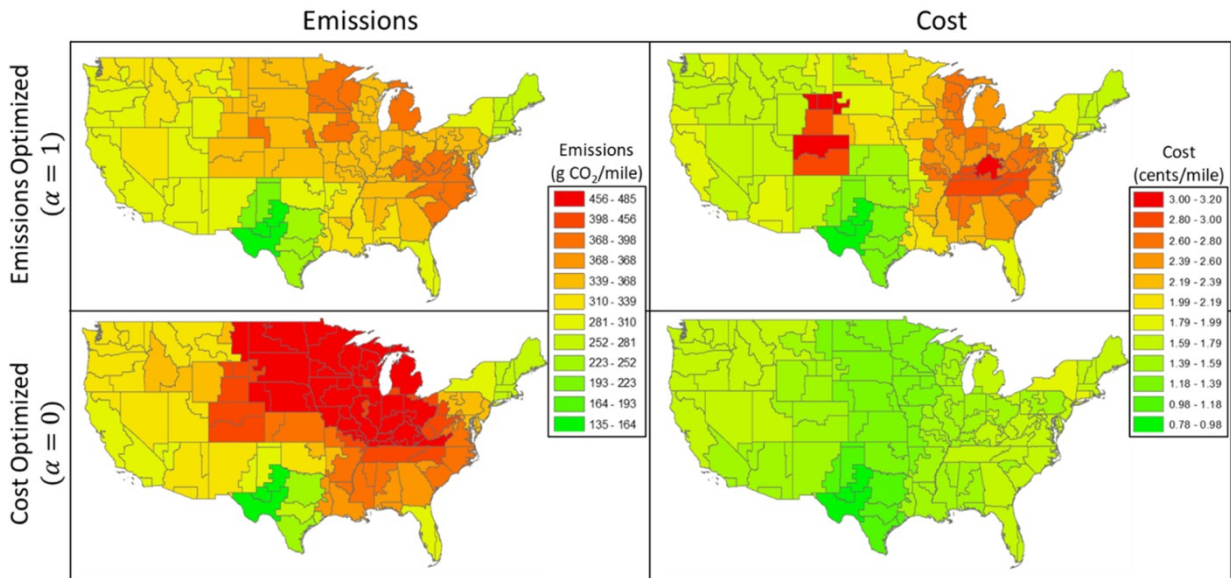 Emissions
Cost
Emissions Optimized
(α = 1)
Emissions
(g CO₂/mile)
456 - 485
398 - 456
368 - 398
368 - 368
339 - 368
310 - 339
281 - 310
252 - 281
223 - 252
193 - 223
164 - 193
135 - 164
Cost
(cents/mile)
3.00 - 3.20
2.80 - 3.00
2.60 - 2.80
2.39 - 2.60
2.19 - 2.39
1.99 - 2.19
1.79 - 1.99
1.59 - 1.79
1.39 - 1.59
1.18 - 1.39
0.98 - 1.18
0.78 - 0.98
Cost Optimized
(α = 0)